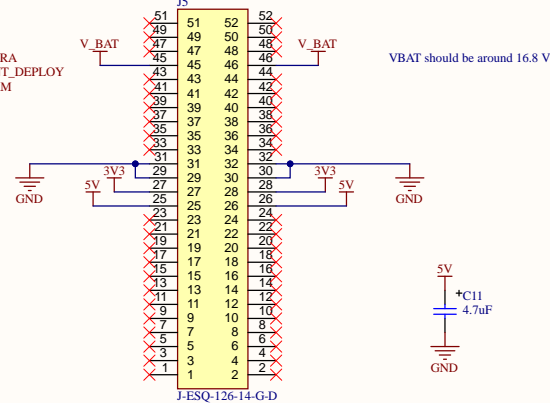 J5
51 51 52 52
49 49 50 50
V_BAT 47 47 48 48 V_BAT
RA 45 45 46 46 VBAT should be around 16.8 V
T_DEPLOY 43 43 44 44
M 41 41 42 42
39 39 40 40
37 37 38 38
35 35 36 36
33 33 34 34
31 31 32 32
3V3 29 29 30 30 3V3
5V 27 27 28 28 5V
GND 25 25 26 26 GND
23 23 24 24
21 21 22 22
19 19 20 20
17 17 18 18
15 15 16 16 5V
13 13 14 14
11 11 12 12 +C11
9 9 10 10 4.7uF
7 7 8 8
5 5 6 6
3 3 4 4 GND
1 1 2 2
J-ESQ-126-14-G-D